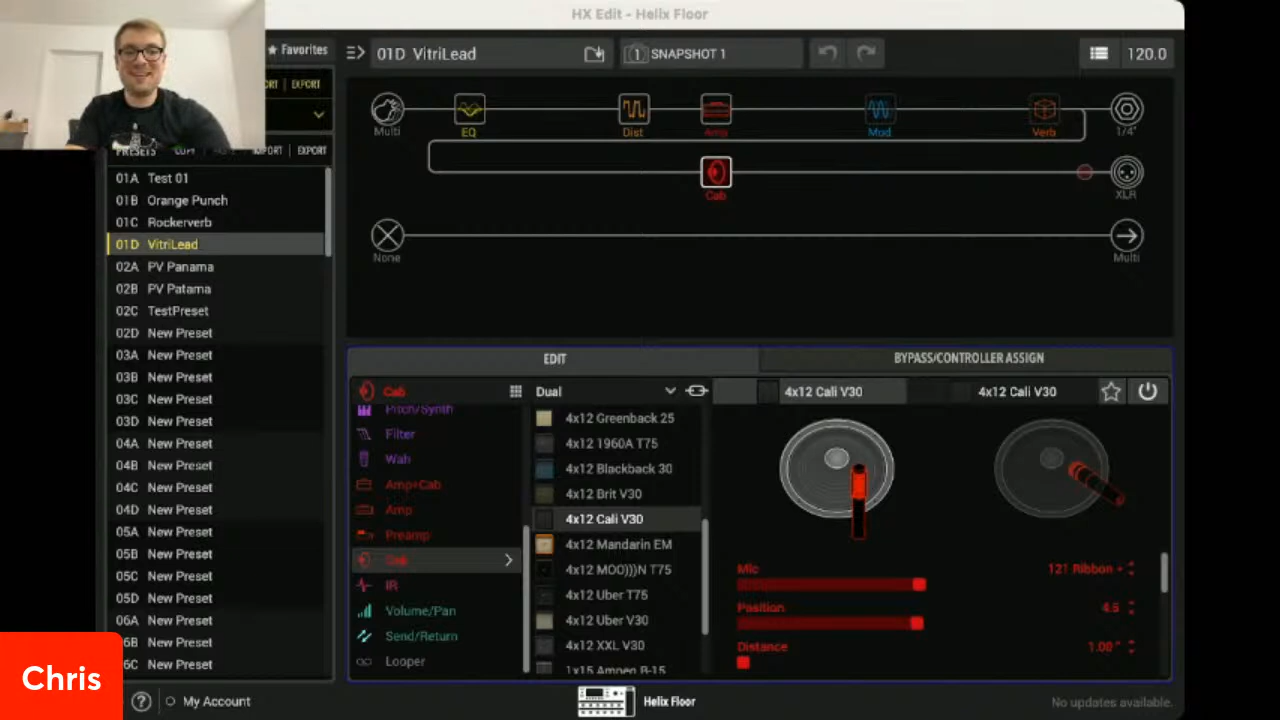 HX Edit - Helix Floor
★ Favorites
01D VitriLead
1 SNAPSHOT 1
120.0
EXPORT
PRESETS
IMPORT
EXPORT
Multi
EQ
Dist
Amp
Mod
Verb
1/4"
Cab
XLR
None
Multi
01A Test 01
01B Orange Punch
01C Rockerverb
01D VitriLead
02A PV Panama
02B PV Patama
02C TestPreset
02D New Preset
03A New Preset
03B New Preset
03C New Preset
03D New Preset
04A New Preset
04B New Preset
04C New Preset
04D New Preset
05A New Preset
05B New Preset
05C New Preset
05D New Preset
06A New Preset
6B New Preset
6C New Preset
EDIT
BYPASS/CONTROLLER ASSIGN
Cab
Dual
4x12 Cali V30
4x12 Cali V30
Pitch/Synth
Filter
Wah
Amp+Cab
Amp
Preamp
Cab
IR
Volume/Pan
Send/Return
Looper
4x12 Greenback 25
4x12 1960A T75
4x12 Blackback 30
4x12 Brit V30
4x12 Cali V30
4x12 Mandarin EM
4x12 MOO)))N T75
4x12 Uber T75
4x12 Uber V30
4x12 XXL V30
1x15 Ampeg B-15
Mic 121 Ribbon
Position 4.5
Distance 1.00"
Chris
? My Account
Helix Floor
No updates available.